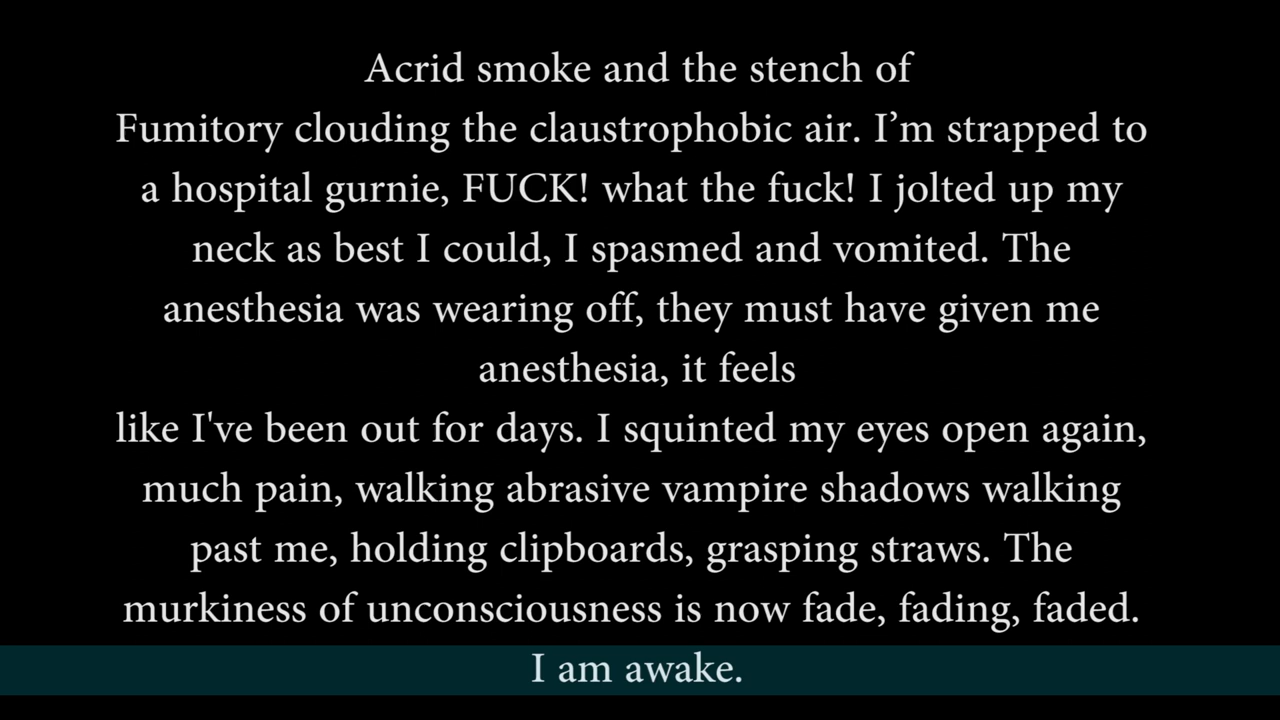 Acrid smoke and the stench of
Fumitory clouding the claustrophobic air. I’m strapped to
a hospital gurnie, FUCK! what the fuck! I jolted up my
neck as best I could, I spasmed and vomited. The
anesthesia was wearing off, they must have given me
anesthesia, it feels
like I've been out for days. I squinted my eyes open again,
much pain, walking abrasive vampire shadows walking
past me, holding clipboards, grasping straws. The
murkiness of unconsciousness is now fade, fading, faded.
I am awake.